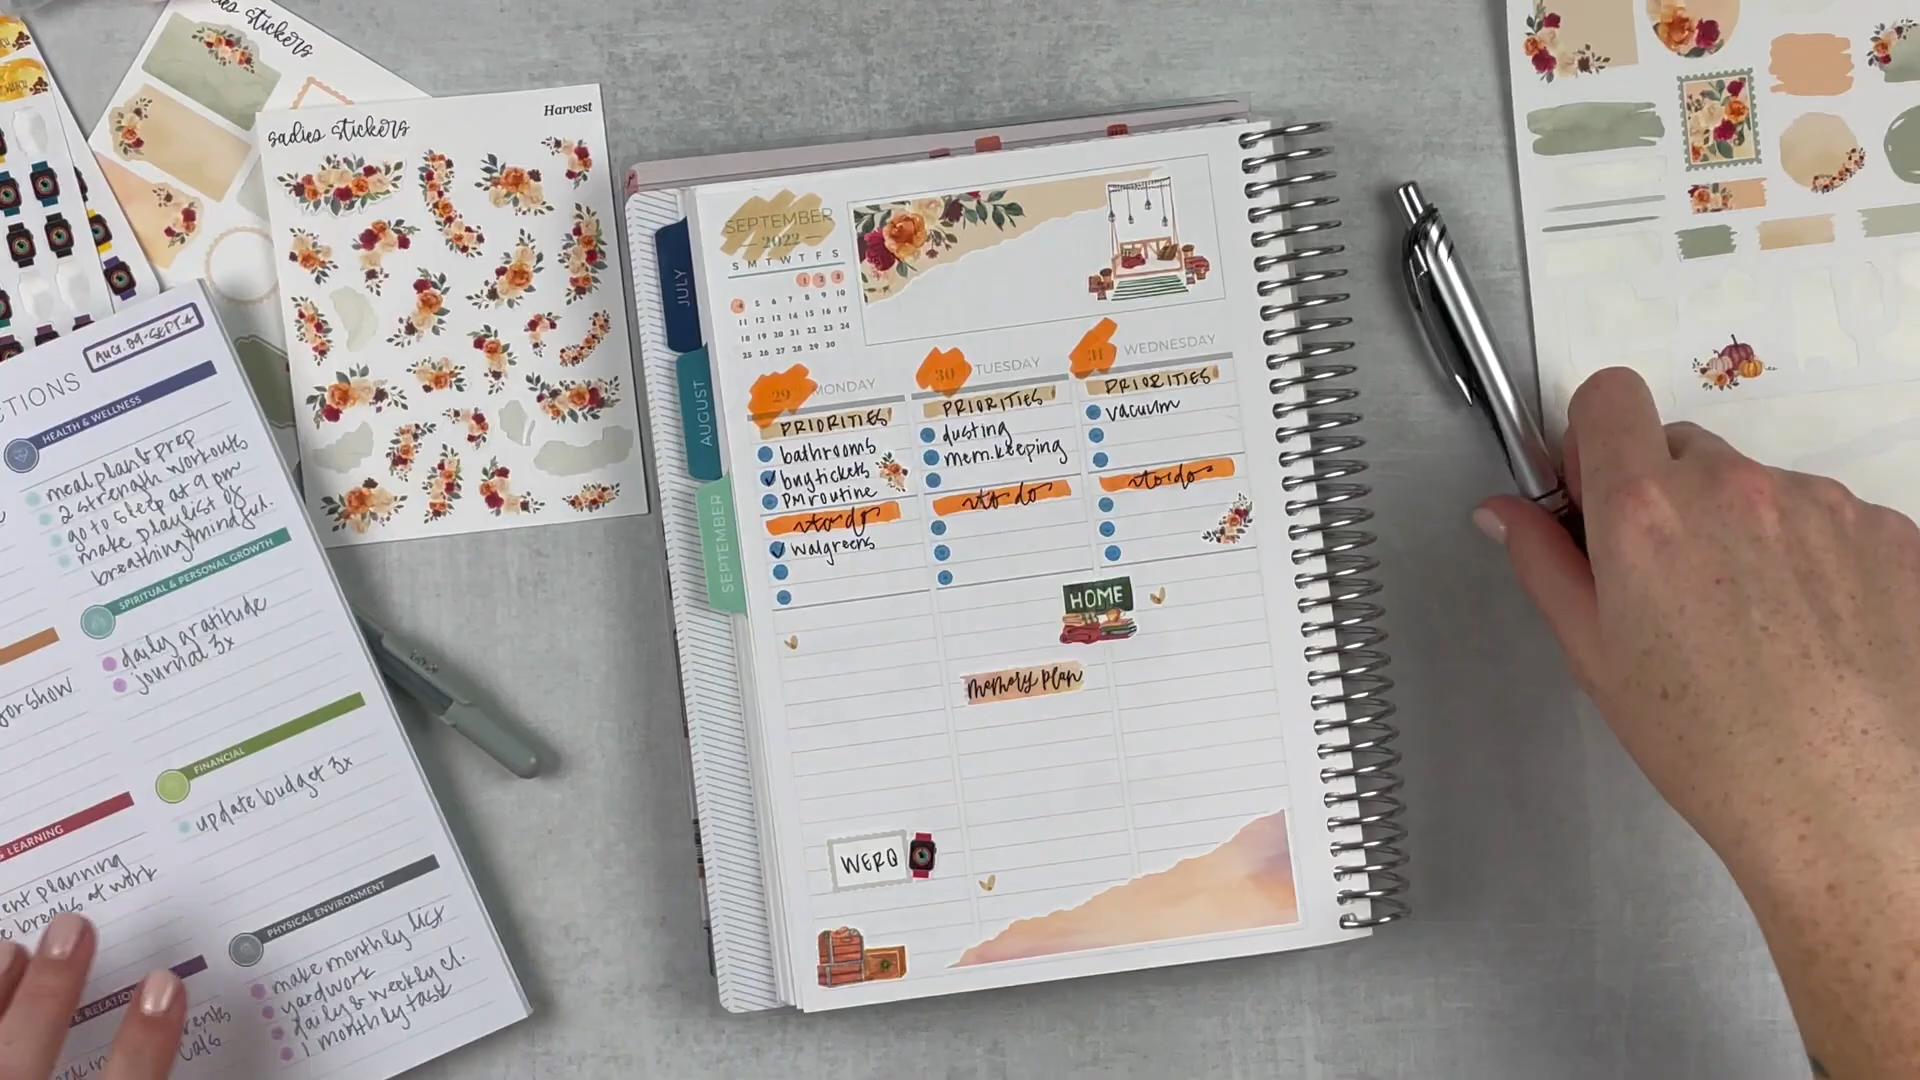 sadies stickers
Harvest
AUG. 29-SEPT. 4
HEALTH & WELLNESS
meal plan & prep
2 strength workouts
go to sleep at 9 pm
make playlist of
breathing/mindful.
SPIRITUAL & PERSONAL GROWTH
daily gratitude
journal 3x
FINANCIAL
update budget 3x
& LEARNING
planning
breaks at work
PHYSICAL ENVIRONMENT
make monthly list
yardwork
daily & weekly cl.
1 monthly task
JULY
AUGUST
SEPTEMBER
SEPTEMBER
2022
S M T W T F S
1 2 3
4 5 6 7 8 9 10
11 12 13 14 15 16 17
18 19 20 21 22 23 24
25 26 27 28 29 30
29 MONDAY
PRIORITIES
bathrooms
buy tickets
pm routine
to do
walgreens
30 TUESDAY
PRIORITIES
dusting
mem.keeping
to do
31 WEDNESDAY
PRIORITIES
vacuum
to do
HOME
memory plan
WERQ